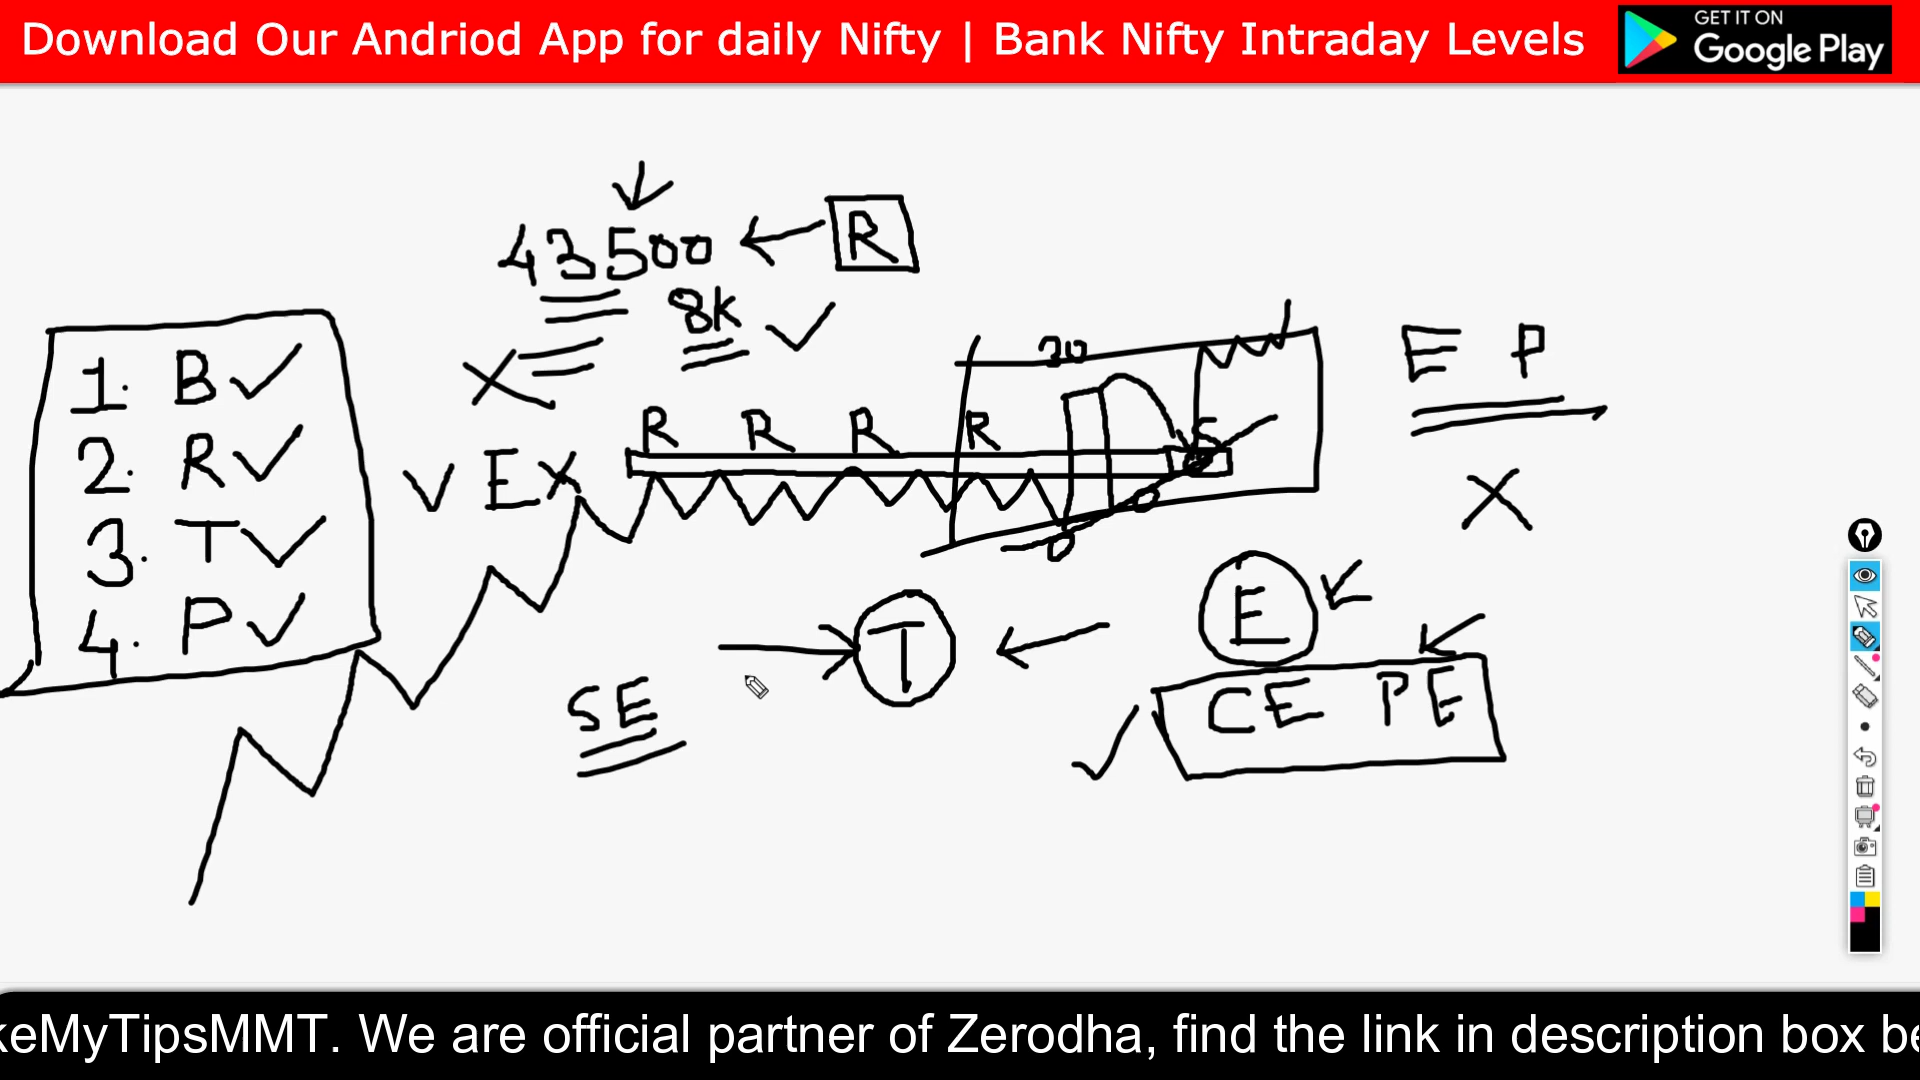 Download Our Andriod App for daily Nifty | Bank Nifty Intraday Levels
GET IT ON
Google Play
43500 R
8K
1. B
2. R
3. T
4. P
EX
R R R R
30
S
E P
T
E
SE
CE PE
keMyTipsMMT. We are official partner of Zerodha, find the link in description box be